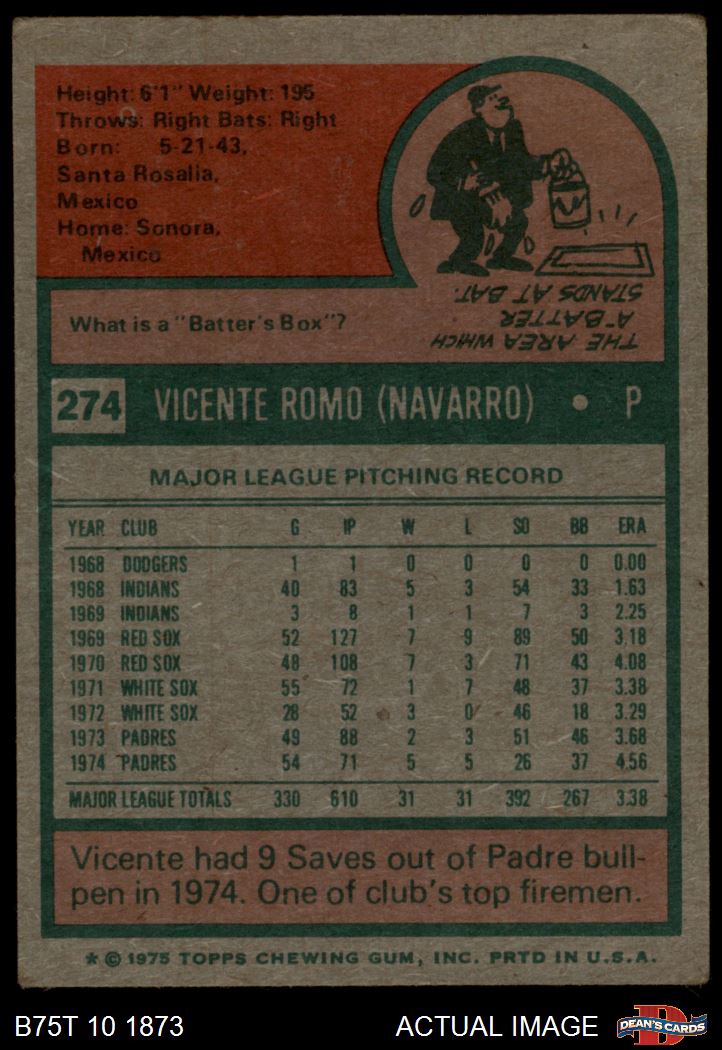 Height: 6'1" Weight: 195
Throws: Right Bats: Right
Born: 5-21-43,
Santa Rosalia,
Mexico
Home: Sonora,
Mexico
What is a "Batter's Box"?
THE AREA WHICH
A BATTER
STANDS AT BAT.
274 VICENTE ROMO (NAVARRO) • P
MAJOR LEAGUE PITCHING RECORD
YEAR CLUB G IP W L SO BB ERA
1968 DODGERS 1 1 0 0 0 0 0.00
1968 INDIANS 40 83 5 3 54 33 1.63
1969 INDIANS 3 8 1 1 7 3 2.25
1969 RED SOX 52 127 7 9 89 50 3.18
1970 RED SOX 48 108 7 3 71 43 4.08
1971 WHITE SOX 55 72 1 7 48 37 3.38
1972 WHITE SOX 28 52 3 0 46 18 3.29
1973 PADRES 49 88 2 3 51 46 3.68
1974 PADRES 54 71 5 5 26 37 4.56
MAJOR LEAGUE TOTALS 330 610 31 31 392 267 3.38
Vicente had 9 Saves out of Padre bull-
pen in 1974. One of club's top firemen.
* © 1975 TOPPS CHEWING GUM, INC. PRTD IN U.S.A.
B75T 10 1873 ACTUAL IMAGE
DEAN'S CARDS